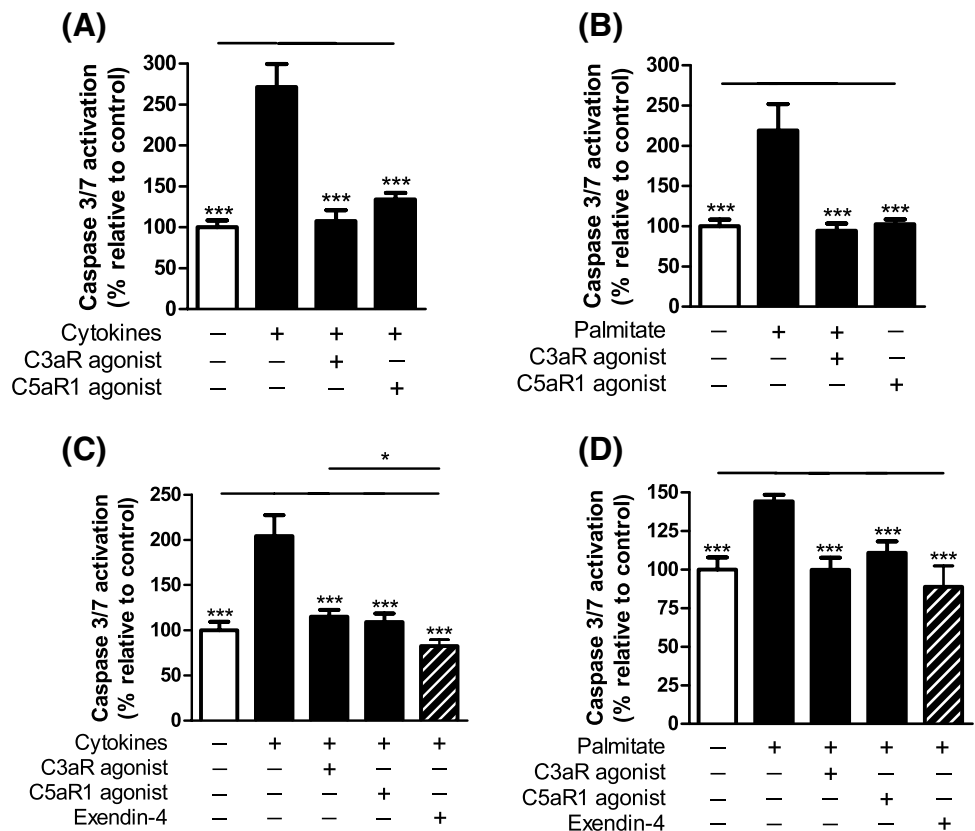 (A)
Caspase 3/7 activation
(% relative to control)
300
250
200
150
100
50
0
***
***
***
Cytokines – + + +
C3aR agonist – – + –
C5aR1 agonist – – – +
(B)
Caspase 3/7 activation
(% relative to control)
300
250
200
150
100
50
0
***
***
***
Palmitate – + + –
C3aR agonist – – + –
C5aR1 agonist – – – +
(C)
Caspase 3/7 activation
(% relative to control)
250
200
150
100
50
0
*
***
***
***
***
Cytokines – + + + +
C3aR agonist – – + – –
C5aR1 agonist – – – + –
Exendin-4 – – – – +
(D)
Caspase 3/7 activation
(% relative to control)
150
125
100
75
50
25
0
***
***
***
***
Palmitate – + + + +
C3aR agonist – – + – –
C5aR1 agonist – – – + –
Exendin-4 – – – – +